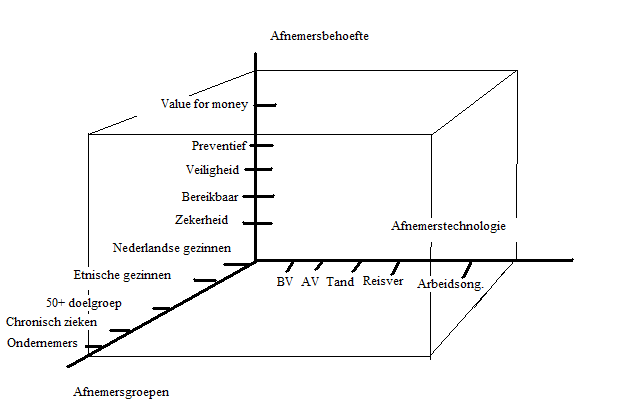 Afnemersbehoefte
Value for money
Preventief
Veiligheid
Bereikbaar
Zekerheid
Afnemerstechnologie
Nederlandse gezinnen
Etnische gezinnen
BV AV Tand Reisver Arbeidsong.
50+ doelgroep
Chronisch zieken
Ondernemers
Afnemersgroepen